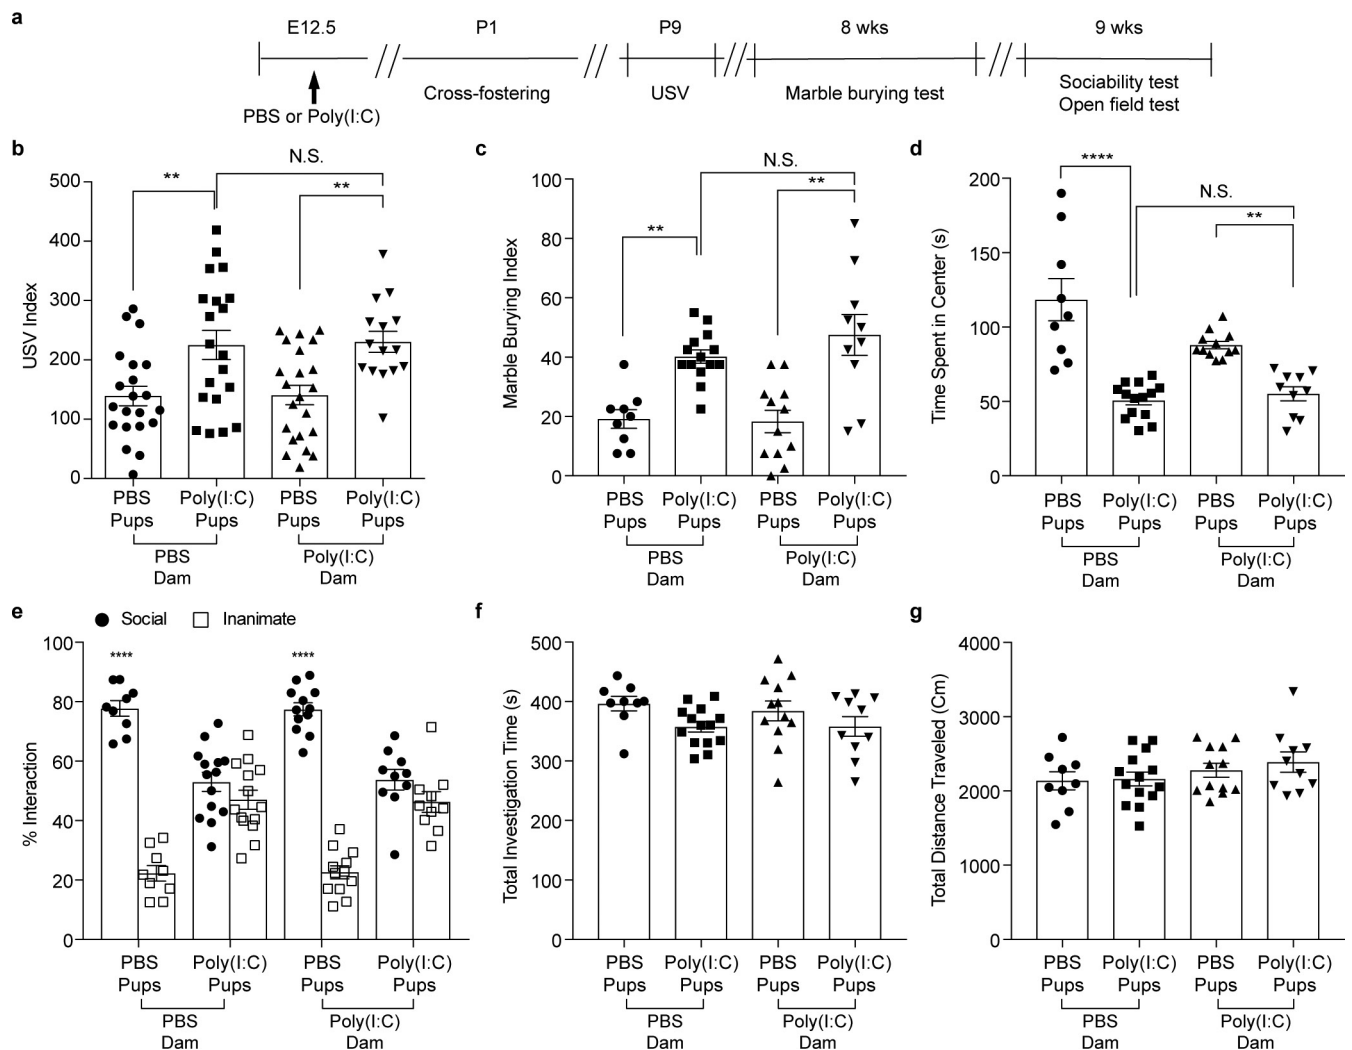 a
E12.5
P1
P9
8 wks
9 wks
Cross-fostering
USV
Marble burying test
Sociability test
Open field test
PBS or Poly(I:C)
b
N.S.
**
**
USV Index
500
400
300
200
100
0
PBS
Pups
Poly(I:C)
Pups
PBS
Pups
Poly(I:C)
Pups
PBS
Dam
Poly(I:C)
Dam
c
N.S.
**
**
Marble Burying Index
100
80
60
40
20
0
PBS
Pups
Poly(I:C)
Pups
PBS
Pups
Poly(I:C)
Pups
PBS
Dam
Poly(I:C)
Dam
d
****
N.S.
**
Time Spent in Center (s)
200
150
100
50
0
PBS
Pups
Poly(I:C)
Pups
PBS
Pups
Poly(I:C)
Pups
PBS
Dam
Poly(I:C)
Dam
e
Social
Inanimate
****
****
% Interaction
100
80
60
40
20
0
PBS
Pups
Poly(I:C)
Pups
PBS
Pups
Poly(I:C)
Pups
PBS
Dam
Poly(I:C)
Dam
f
Total Investigation Time (s)
500
400
300
200
100
0
PBS
Pups
Poly(I:C)
Pups
PBS
Pups
Poly(I:C)
Pups
PBS
Dam
Poly(I:C)
Dam
g
Total Distance Traveled (Cm)
4000
3000
2000
1000
0
PBS
Pups
Poly(I:C)
Pups
PBS
Pups
Poly(I:C)
Pups
PBS
Dam
Poly(I:C)
Dam